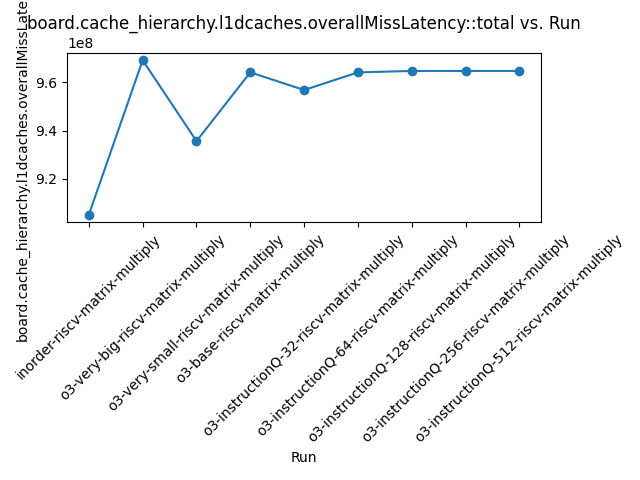 board.cache_hierarchy.l1dcaches.overallMissLatency::total vs. Run
1e8
9.6
9.4
9.2
board.cache_hierarchy.l1dcaches.overallMissLate
inorder-riscv-matrix-multiply
o3-very-big-riscv-matrix-multiply
o3-very-small-riscv-matrix-multiply
o3-base-riscv-matrix-multiply
o3-instructionQ-32-riscv-matrix-multiply
o3-instructionQ-64-riscv-matrix-multiply
o3-instructionQ-128-riscv-matrix-multiply
o3-instructionQ-256-riscv-matrix-multiply
o3-instructionQ-512-riscv-matrix-multiply
Run